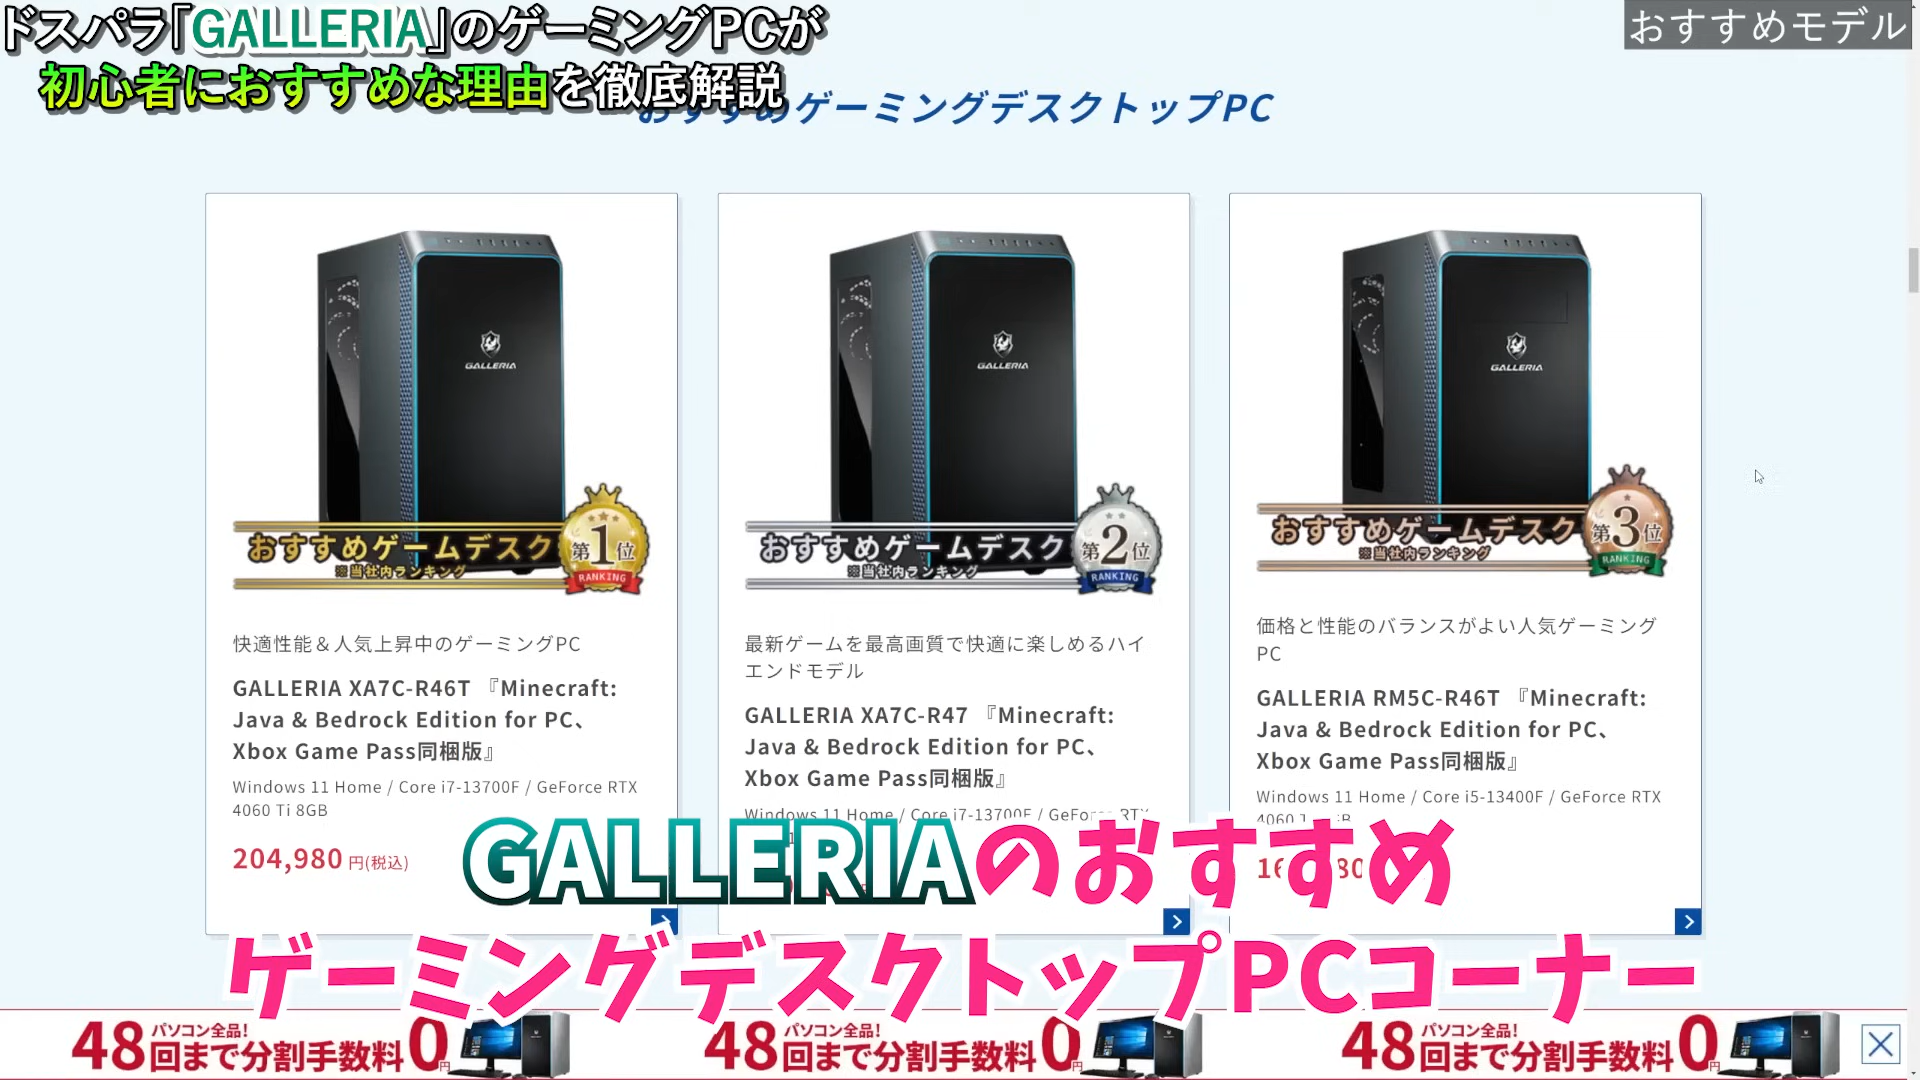 ドスパラ「GALLERIA」のゲーミングPCが
初心者におすすめな理由を徹底解説
おすすめモデル
おすすめゲーミングデスクトップPC
GALLERIA
おすすめゲームデスク
※当社内ランキング
第1位
RANKING
快適性能＆人気上昇中のゲーミングPC
GALLERIA XA7C-R46T 『Minecraft:
Java & Bedrock Edition for PC、
Xbox Game Pass同梱版』
Windows 11 Home / Core i7-13700F / GeForce RTX
4060 Ti 8GB
204,980 円(税込)
GALLERIA
おすすめゲームデスク
※当社内ランキング
第2位
RANKING
最新ゲームを最高画質で快適に楽しめるハイ
エンドモデル
GALLERIA XA7C-R47 『Minecraft:
Java & Bedrock Edition for PC、
Xbox Game Pass同梱版』
Windows 11 Home / Core i7-13700F / GeForce RTX
GALLERIA
おすすめゲームデスク
※当社内ランキング
第3位
RANKING
価格と性能のバランスがよい人気ゲーミング
PC
GALLERIA RM5C-R46T 『Minecraft:
Java & Bedrock Edition for PC、
Xbox Game Pass同梱版』
Windows 11 Home / Core i5-13400F / GeForce RTX
GALLERIAのおすすめ
ゲーミングデスクトップPCコーナー
パソコン全品!
48回まで分割手数料0円
パソコン全品!
48回まで分割手数料0円
パソコン全品!
48回まで分割手数料0円